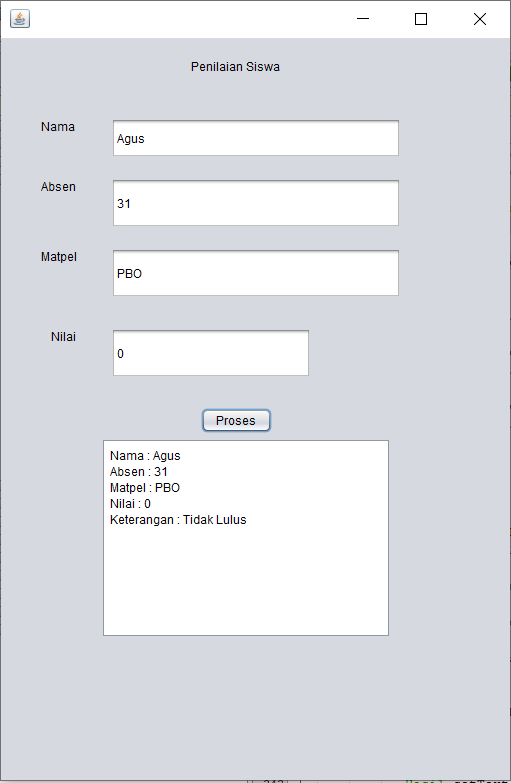 Penilaian Siswa
Nama
Agus
Absen
31
Matpel
PBO
Nilai
0
Proses
Nama : Agus
Absen : 31
Matpel : PBO
Nilai : 0
Keterangan : Tidak Lulus